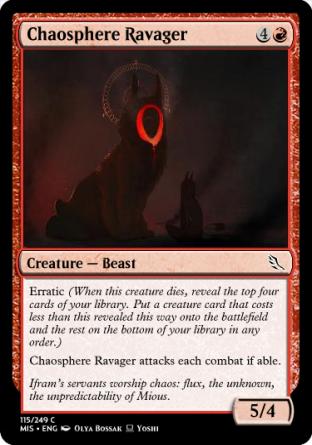 Chaosphere Ravager 4
Creature — Beast
Erratic (When this creature dies, reveal the top four
cards of your library. Put a creature card that costs
less than this revealed this way onto the battlefield
and the rest on the bottom of your library in any
order.)
Chaosphere Ravager attacks each combat if able.
Ifram's servants worship chaos: flux, the unknown,
the unpredictability of Mious.
5/4
115/249 C
MIS • EN Olya Bossak Yoshi